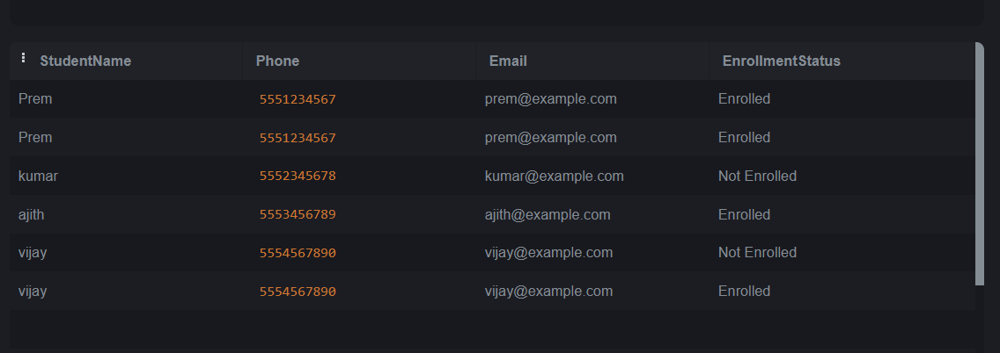 StudentName Phone Email EnrollmentStatus
Prem 5551234567 prem@example.com Enrolled
Prem 5551234567 prem@example.com Enrolled
kumar 5552345678 kumar@example.com Not Enrolled
ajith 5553456789 ajith@example.com Enrolled
vijay 5554567890 vijay@example.com Not Enrolled
vijay 5554567890 vijay@example.com Enrolled